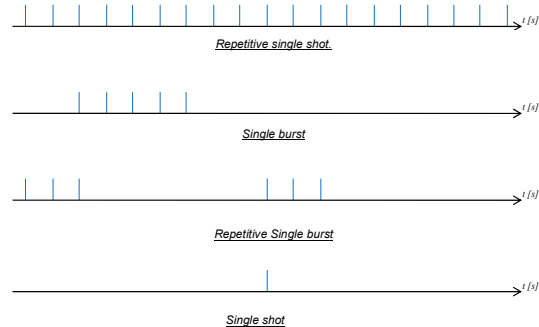 t [s]
Repetitive single shot.
t [s]
Single burst
t [s]
Repetitive Single burst
t [s]
Single shot